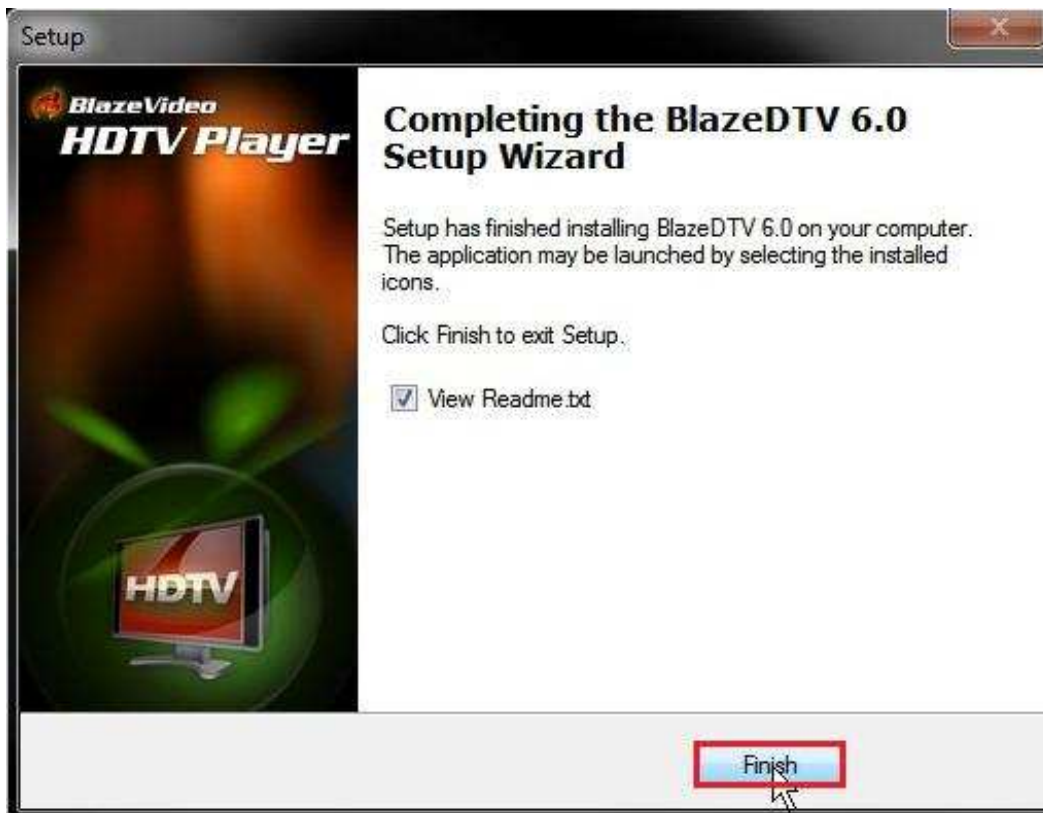 Setup
BlazeVideo
HDTV Player
Completing the BlazeDTV 6.0
Setup Wizard
Setup has finished installing BlazeDTV 6.0 on your computer.
The application may be launched by selecting the installed
icons.
Click Finish to exit Setup.
View Readme.txt
HDTV
Finish